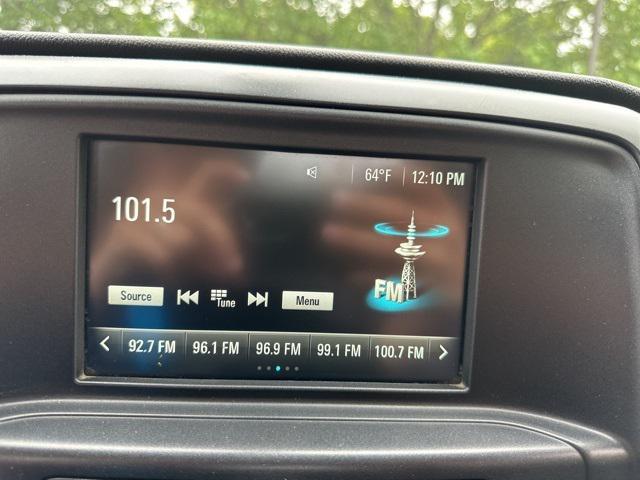 64°F 12:10 PM
101.5
FM
Source Tune Menu
92.7 FM 96.1 FM 96.9 FM 99.1 FM 100.7 FM